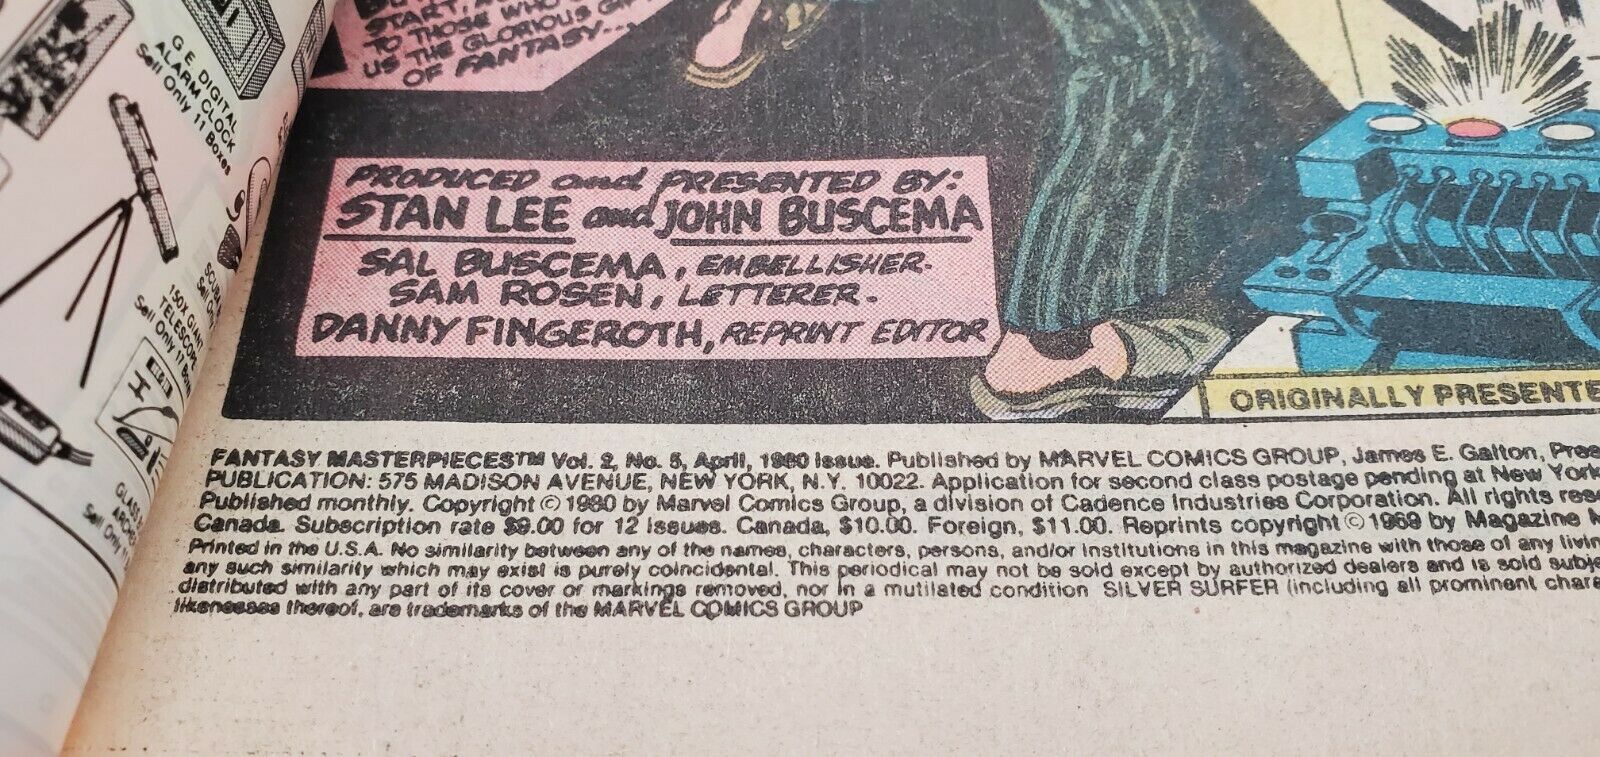 START,
TO THOSE WHO
US THE GLORIOUS
OF FANTASY...
G.E. DIGITAL
ALARM CLOCK
Sell Only 11 Boxes
150X GIANT
TELESCOPE
Sell Only 17
Sell Only
PRODUCED and PRESENTED BY:
STAN LEE and JOHN BUSCEMA
SAL BUSCEMA, EMBELLISHER.
SAM ROSEN, LETTERER.
DANNY FINGEROTH, REPRINT EDITOR
ORIGINALLY PRESENTE
FANTASY MASTERPIECES™ Vol. 2, No. 5, April, 1980 issue. Published by MARVEL COMICS GROUP, James E. Galton, Pres
PUBLICATION: 575 MADISON AVENUE, NEW YORK, N.Y. 10022. Application for second class postage pending at New York
Published monthly. Copyright © 1980 by Marvel Comics Group, a division of Cadence Industries Corporation. All rights rese
Canada. Subscription rate $9.00 for 12 issues. Canada, $10.00. Foreign, $11.00. Reprints copyright © 1969 by Magazine
Printed in the U.S.A. No similarity between any of the names, characters, persons, and/or institutions in this magazine with those of any livin
any such similarity which may exist is purely coincidental. This periodical may not be sold except by authorized dealers and is sold subje
distributed with any part of its cover or markings removed, nor in a mutilated condition SILVER SURFER (including all prominent chara
likenesses thereof, are trademarks of the MARVEL COMICS GROUP